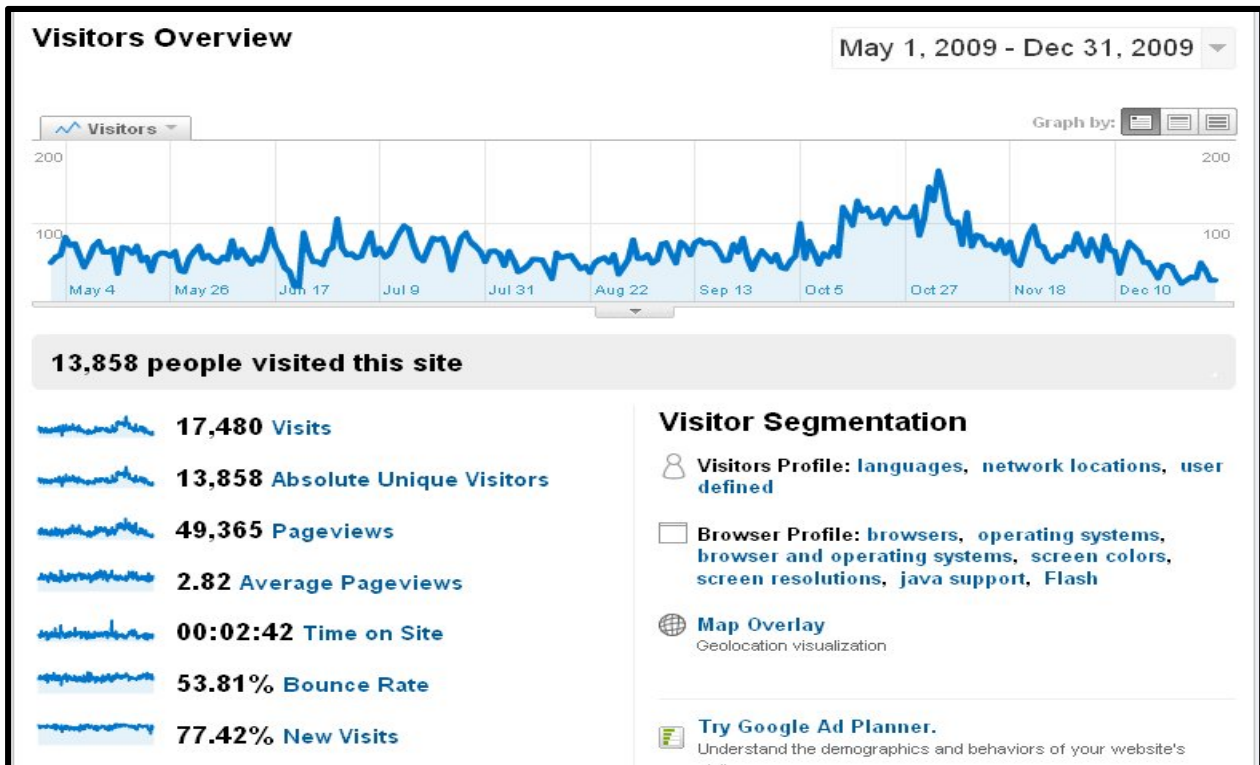 Visitors Overview
May 1, 2009 - Dec 31, 2009
Visitors
Graph by:
200
200
100
100
May 4
May 26
Jun 17
Jul 9
Jul 31
Aug 22
Sep 13
Oct 5
Oct 27
Nov 18
Dec 10
13,858 people visited this site
17,480 Visits
13,858 Absolute Unique Visitors
49,365 Pageviews
2.82 Average Pageviews
00:02:42 Time on Site
53.81% Bounce Rate
77.42% New Visits
Visitor Segmentation
Visitors Profile: languages, network locations, user
defined
Browser Profile: browsers, operating systems,
browser and operating systems, screen colors,
screen resolutions, java support, Flash
Map Overlay
Geolocation visualization
Try Google Ad Planner.
Understand the demographics and behaviors of your website's